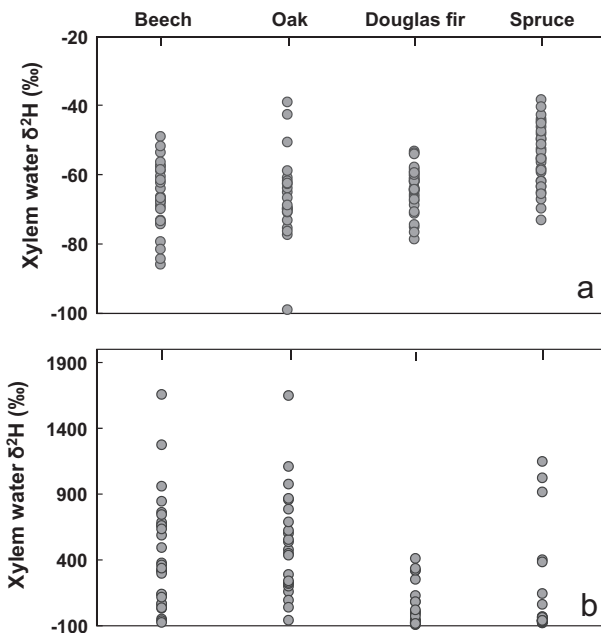 Beech Oak Douglas fir Spruce
-20
-40
-60
-80
-100
Xylem water δ²H (‰)
a
1900
1400
900
400
-100
Xylem water δ²H (‰)
b